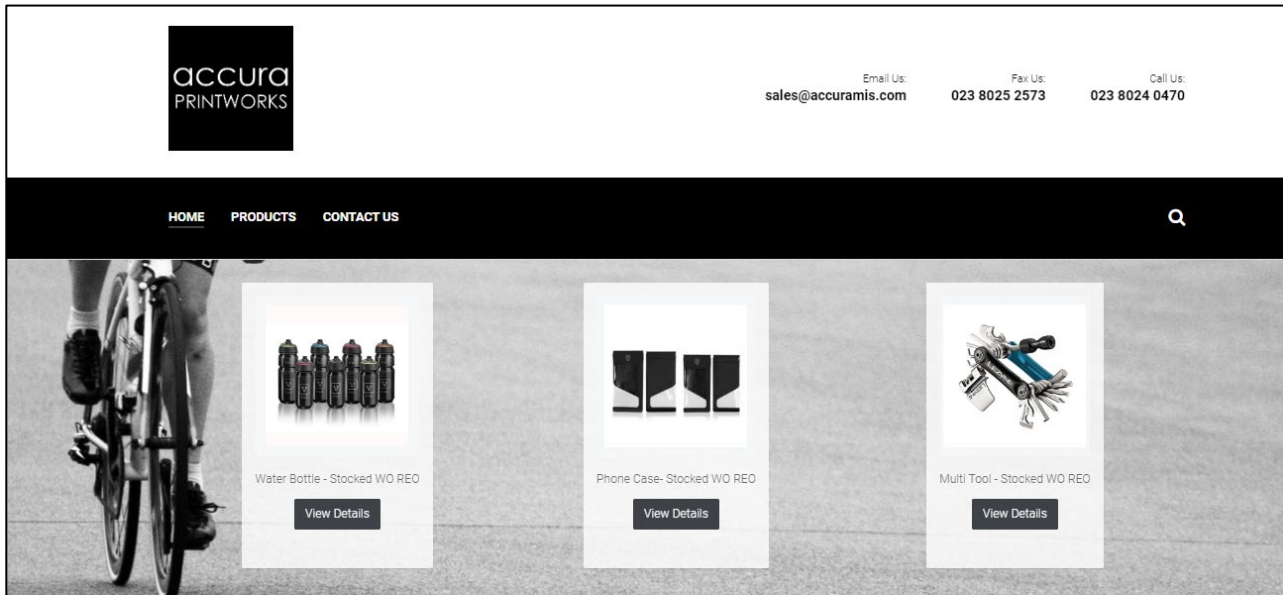 accura
PRINTWORKS
Email Us:
sales@accuramis.com
Fax Us:
023 8025 2573
Call Us:
023 8024 0470
HOME PRODUCTS CONTACT US
Water Bottle - Stocked WO REO
View Details
Phone Case- Stocked WO REO
View Details
Multi Tool - Stocked WO REO
View Details